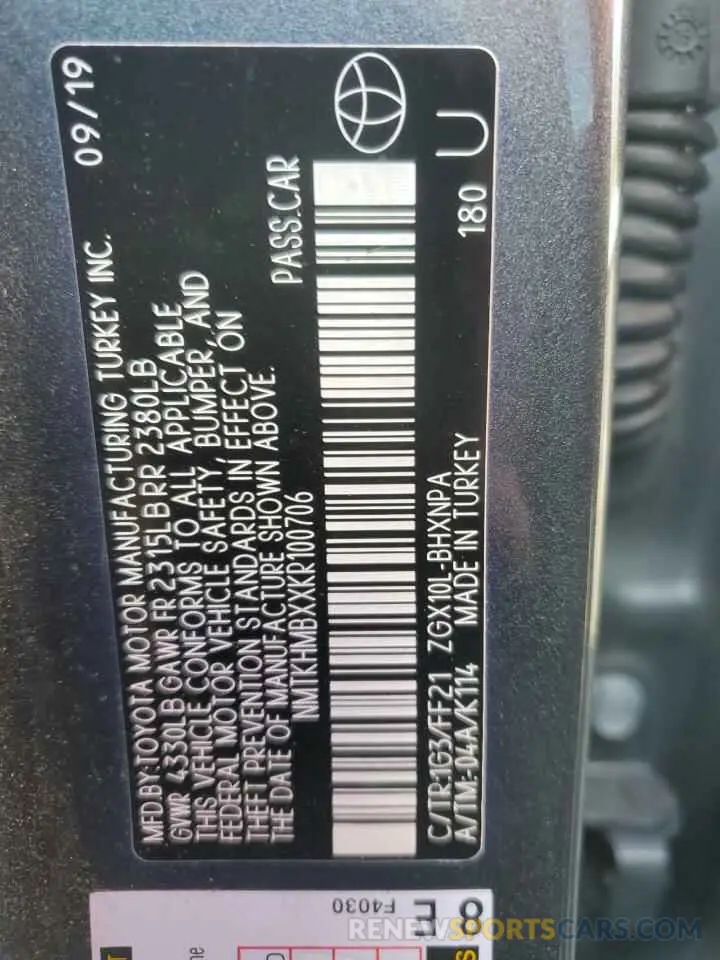 MFD.BY:TOYOTA MOTOR MANUFACTURING TURKEY INC. 09/19
GVWR 4330LB GAWR FR 2315LB RR 2380LB
THIS VEHICLE CONFORMS TO ALL APPLICABLE
FEDERAL MOTOR VEHICLE SAFETY, BUMPER, AND
THEFT PREVENTION STANDARDS IN EFFECT ON
THE DATE OF MANUFACTURE SHOWN ABOVE.
NMTKHMBXXKR100706 PASS.CAR
C/TR:1G3/FF21 ZGX10L-BHXNPA
A/TM:-04A/K114 MADE IN TURKEY 180 U
F4030
RENEWSPORTSCARS.COM